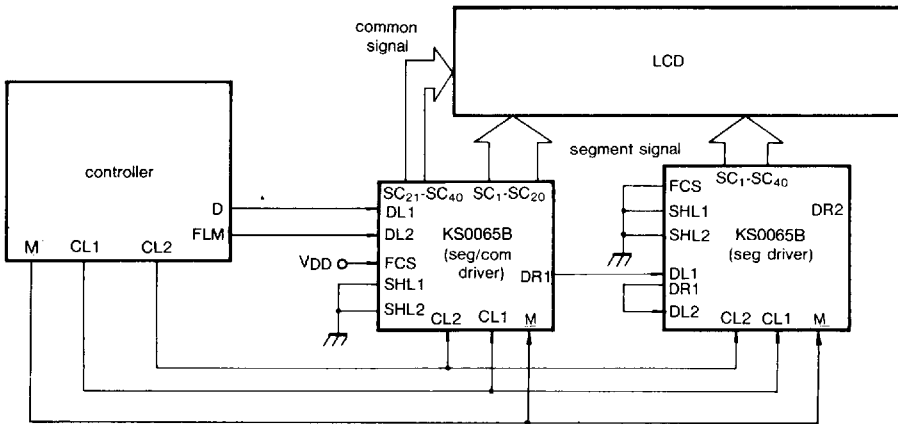 common
signal
LCD
controller
D
FLM
M CL1 CL2
segment signal
SC21-SC40 SC1-SC20
DL1
DL2
VDD
FCS
SHL1
SHL2
KS0065B
(seg/com
driver)
DR1
CL2 CL1 M
SC1-SC40
FCS
SHL1
SHL2
DR2
KS0065B
(seg driver)
DL1
DR1
DL2
CL2 CL1 M